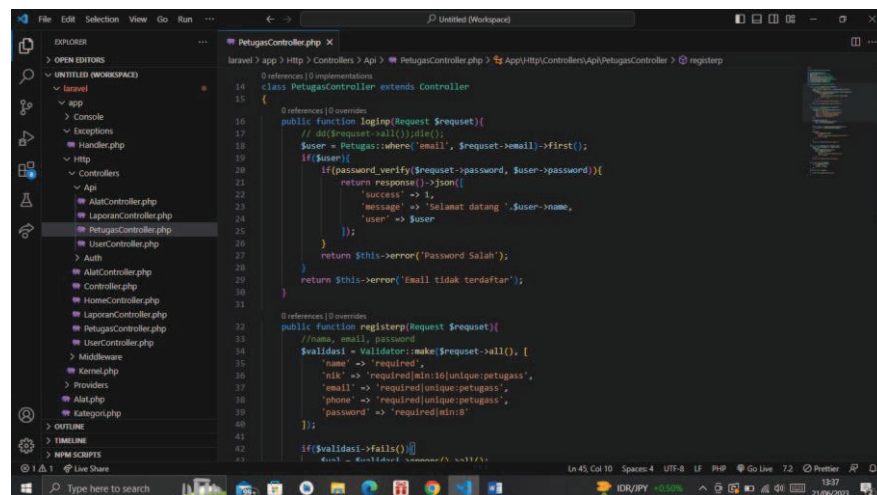 File Edit Selection View Go Run ··· Untitled (Workspace)
EXPLORER ···
> OPEN EDITORS
UNTITLED (WORKSPACE)
laravel
app
> Console
Exceptions
Handler.php
Http
Controllers
Api
AlatController.php
LaporanController.php
PetugasController.php
UserController.php
> Auth
AlatController.php
Controller.php
HomeController.php
LaporanController.php
PetugasController.php
UserController.php
> Middleware
Kernel.php
> Providers
Alat.php
Kategori.php
> OUTLINE
> TIMELINE
> NPM SCRIPTS
PetugasController.php ×
laravel > app > Http > Controllers > Api > PetugasController.php > App\Http\Controllers\Api\PetugasController > registerp
0 references | 0 implementations
14 class PetugasController extends Controller
15 {
0 references | 0 overrides
16 public function loginp(Request $requset){
17 // dd($requset->all());die();
18 $user = Petugas::where('email', $requset->email)->first();
19 if($user){
20 if(password_verify($requset->password, $user->password)){
21 return response()->json([
22 'success' => 1,
23 'message' => 'Selamat datang '.$user->name,
24 'user' => $user
25 ]);
26 }
27 return $this->error('Password Salah');
28 }
29 return $this->error('Email tidak terdaftar');
30 }
31
0 references | 0 overrides
32 public function registerp(Request $requset){
33 //nama, email, password
34 $validasi = Validator::make($requset->all(), [
35 'name' => 'required',
36 'nik' => 'required|min:16|unique:petugass',
37 'email' => 'required|unique:petugass',
38 'phone' => 'required|unique:petugass',
39 'password' => 'required|min:8'
40 ]);
41
42 if($validasi->fails()){
1 1 Live Share Ln 45, Col 10 Spaces: 4 UTF-8 LF PHP Go Live 7.2 Prettier
Type here to search IDR/JPY +0.50% 13:37
21/06/2023